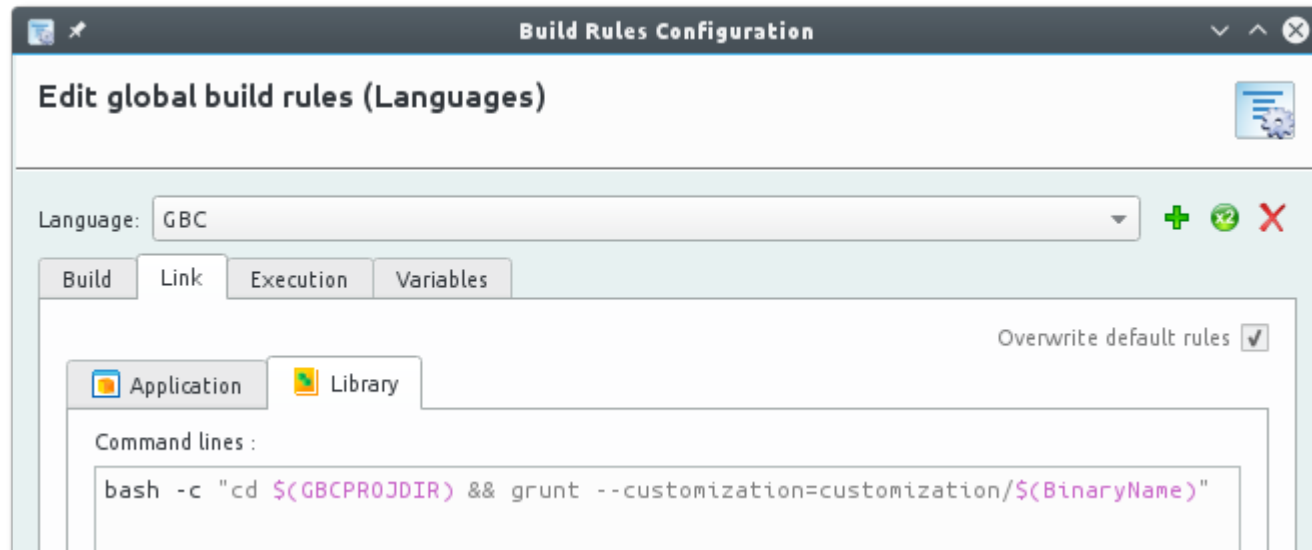 Build Rules Configuration
Edit global build rules (Languages)
Language: GBC
x2
Build Link Execution Variables
Overwrite default rules
Application Library
Command lines :
bash -c "cd $(GBCPROJDIR) && grunt --customization=customization/$(BinaryName)"